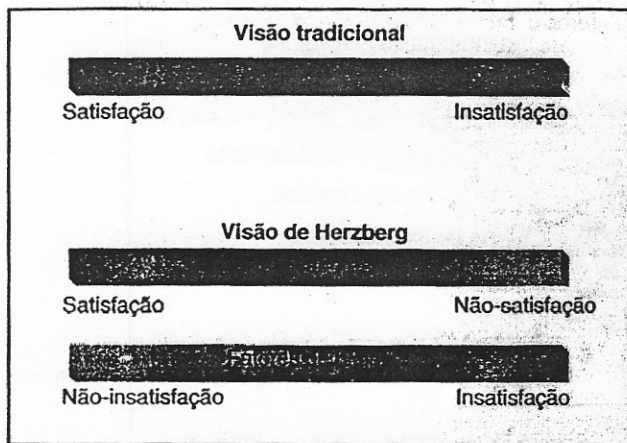 Visão tradicional
Satisfação Insatisfação
Visão de Herzberg
Satisfação Não-satisfação
Não-insatisfação Insatisfação